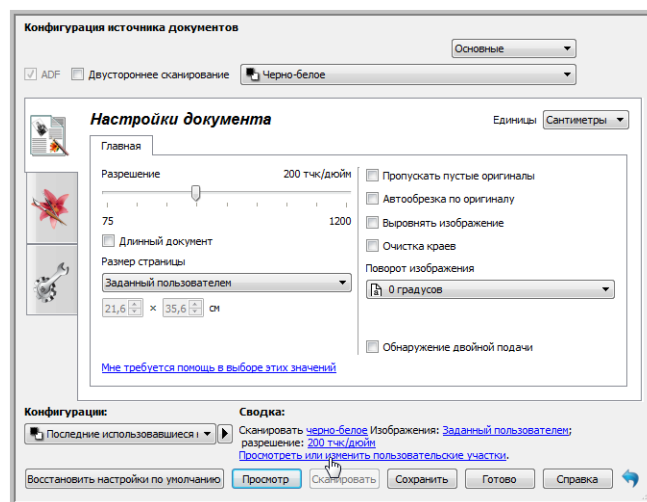 Конфигурация источника документов
Основные
ADF Двустороннее сканирование Черно-белое
Настройки документа
Единицы Сантиметры
Главная
Разрешение 200 тчк/дюйм
75 1200
Длинный документ
Размер страницы
Заданный пользователем
21,6 × 35,6 см
Мне требуется помощь в выборе этих значений
Пропускать пустые оригиналы
Автообрезка по оригиналу
Выровнять изображение
Очистка краев
Поворот изображения
0 градусов
Обнаружение двойной подачи
Конфигурации:
Последние использовавшиеся
Сводка:
Сканировать черно-белое Изображения: Заданный пользователем;
разрешение: 200 тчк/дюйм
Просмотреть или изменить пользовательские участки.
Восстановить настройки по умолчанию Просмотр Сканировать Сохранить Готово Справка